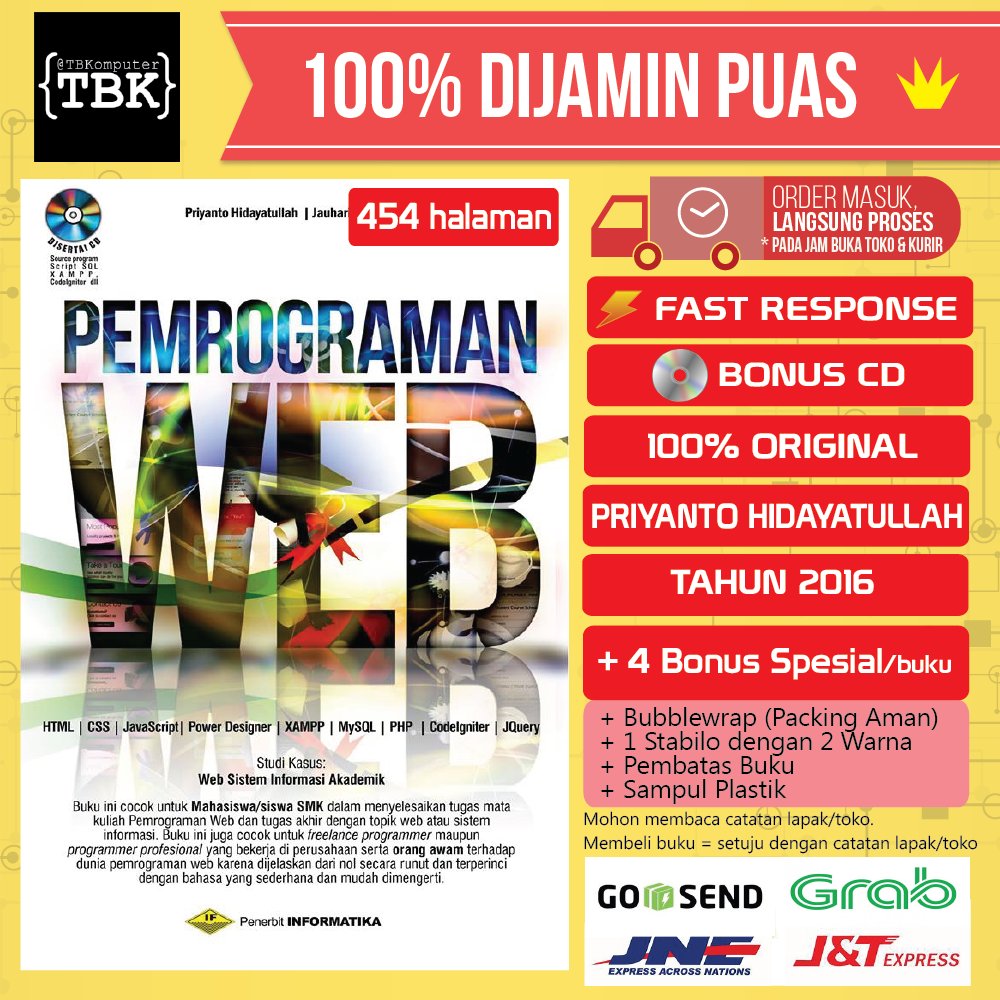 @TBKomputer
{TBK}
100% DIJAMIN PUAS
DISERTAI CD
Source program
Script SQL
XAMPP,
CodeIgniter dll
Priyanto Hidayatullah | Jauhar
454 halaman
PEMROGRAMAN
WEB
HTML | CSS | JavaScript| Power Designer | XAMPP | MySQL | PHP | CodeIgniter | JQuery
Studi Kasus:
Web Sistem Informasi Akademik
Buku ini cocok untuk Mahasiswa/siswa SMK dalam menyelesaikan tugas mata
kuliah Pemrograman Web dan tugas akhir dengan topik web atau sistem
informasi. Buku ini juga cocok untuk freelance programmer maupun
programmer profesional yang bekerja di perusahaan serta orang awam terhadap
dunia pemrograman web karena dijelaskan dari nol secara runut dan terperinci
dengan bahasa yang sederhana dan mudah dimengerti.
IF
Penerbit INFORMATIKA
ORDER MASUK,
LANGSUNG PROSES
* PADA JAM BUKA TOKO & KURIR
FAST RESPONSE
BONUS CD
100% ORIGINAL
PRIYANTO HIDAYATULLAH
TAHUN 2016
+ 4 Bonus Spesial/buku
+ Bubblewrap (Packing Aman)
+ 1 Stabilo dengan 2 Warna
+ Pembatas Buku
+ Sampul Plastik
Mohon membaca catatan lapak/toko.
Membeli buku = setuju dengan catatan lapak/toko
GO SEND
Grab
JNE
EXPRESS ACROSS NATIONS
J&T EXPRESS